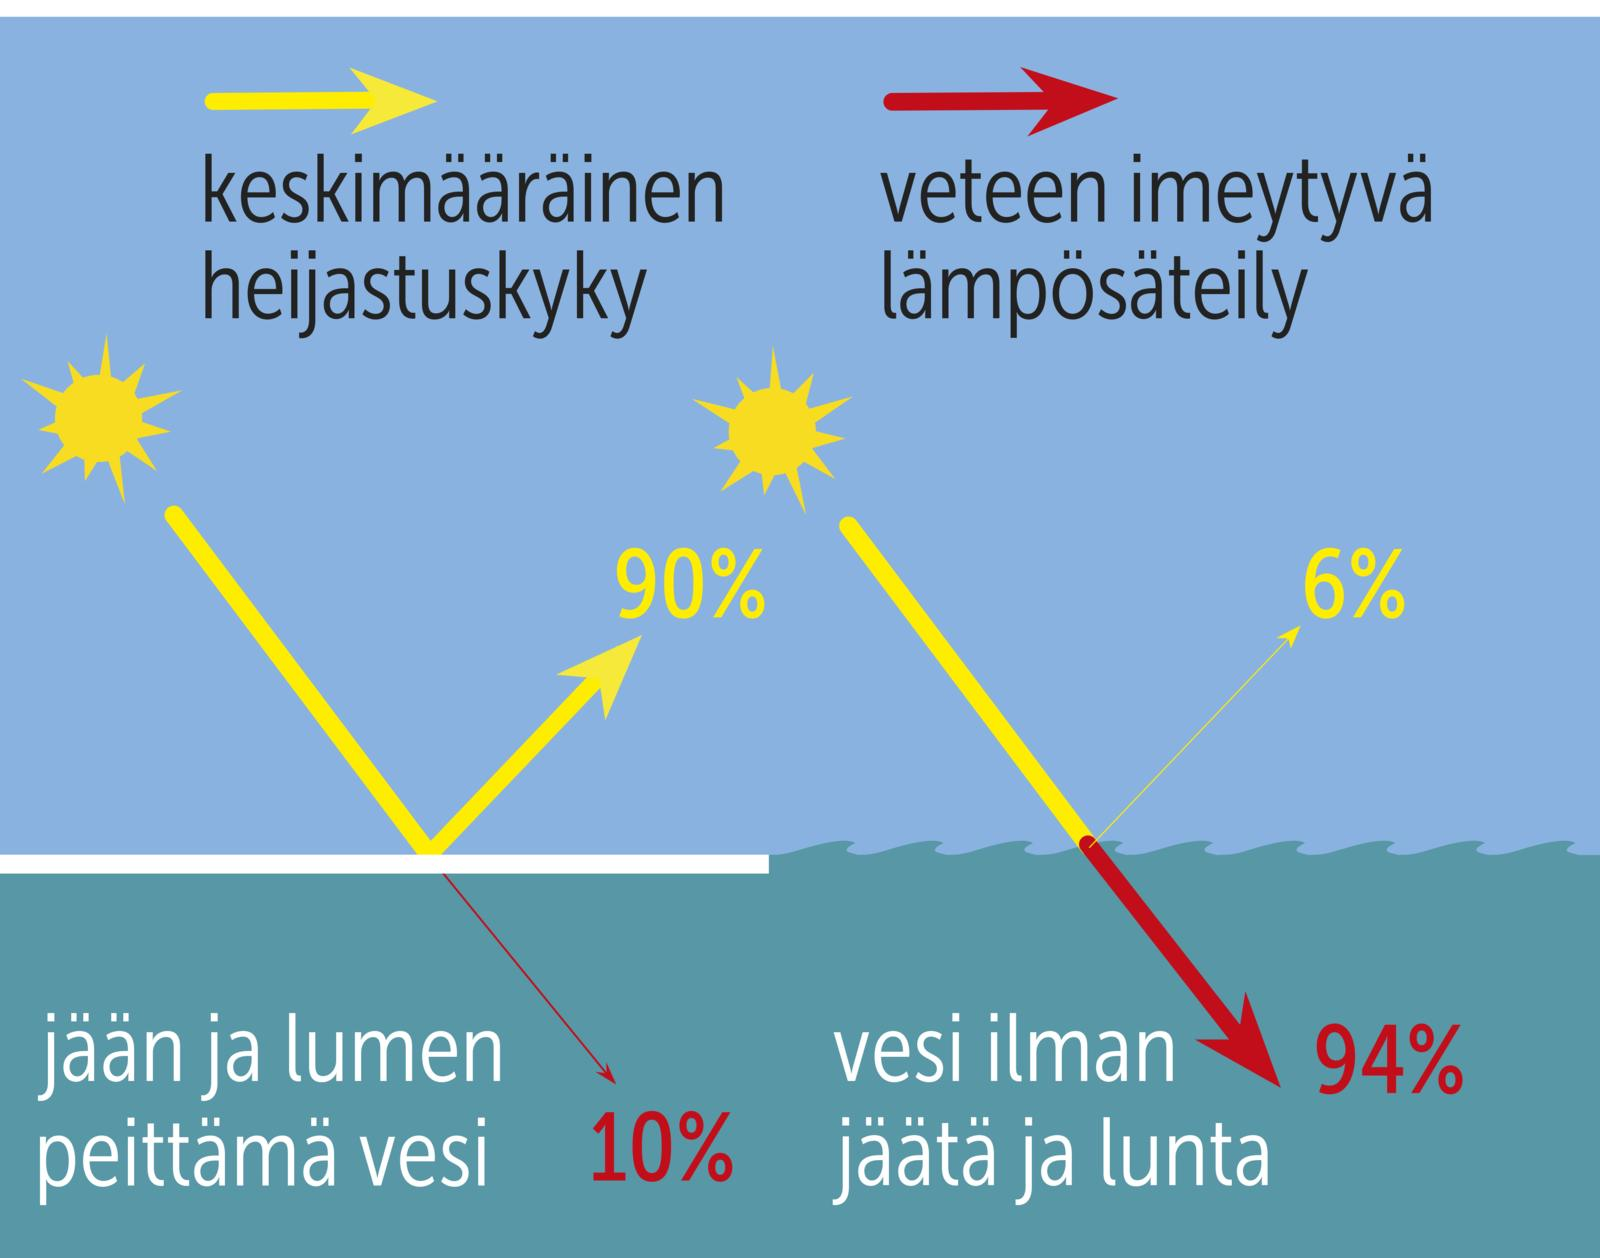 keskimääräinen
heijastuskyky
veteen imeytyvä
lämpösäteily
90%
6%
jään ja lumen
peittämä vesi
10%
vesi ilman
jäätä ja lunta
94%